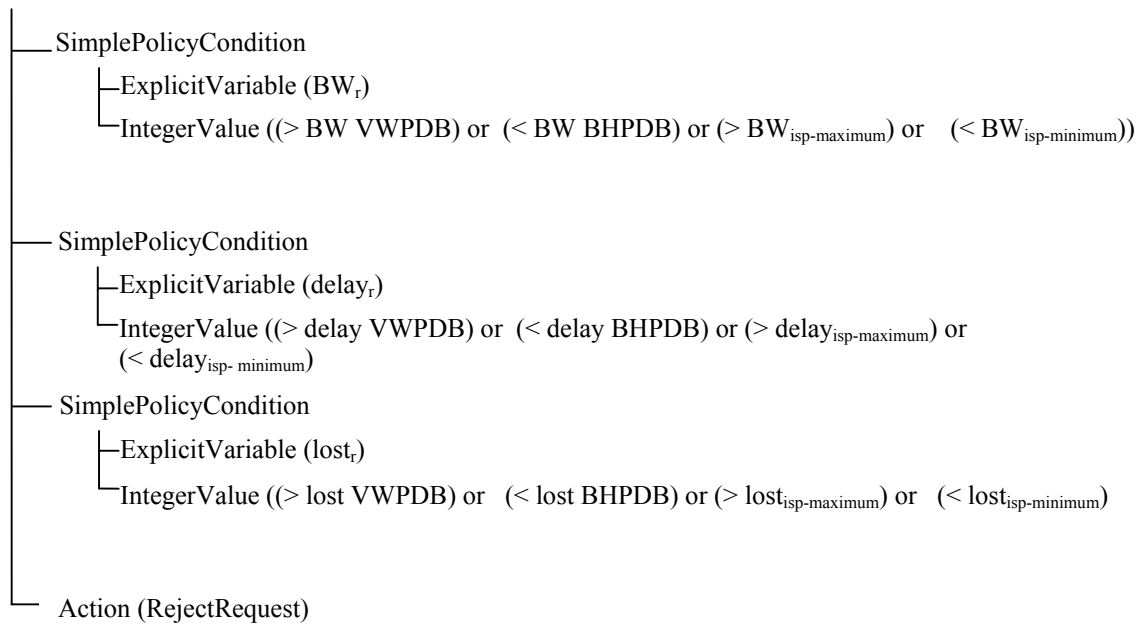 SimplePolicyCondition
ExplicitVariable (BWr)
IntegerValue ((> BW VWPDB) or (< BW BHPDB) or (> BWisp-maximum) or (< BWisp-minimum))
SimplePolicyCondition
ExplicitVariable (delayr)
IntegerValue ((> delay VWPDB) or (< delay BHPDB) or (> delayisp-maximum) or
(< delayisp- minimum)
SimplePolicyCondition
ExplicitVariable (lostr)
IntegerValue ((> lost VWPDB) or (< lost BHPDB) or (> lostisp-maximum) or (< lostisp-minimum)
Action (RejectRequest)